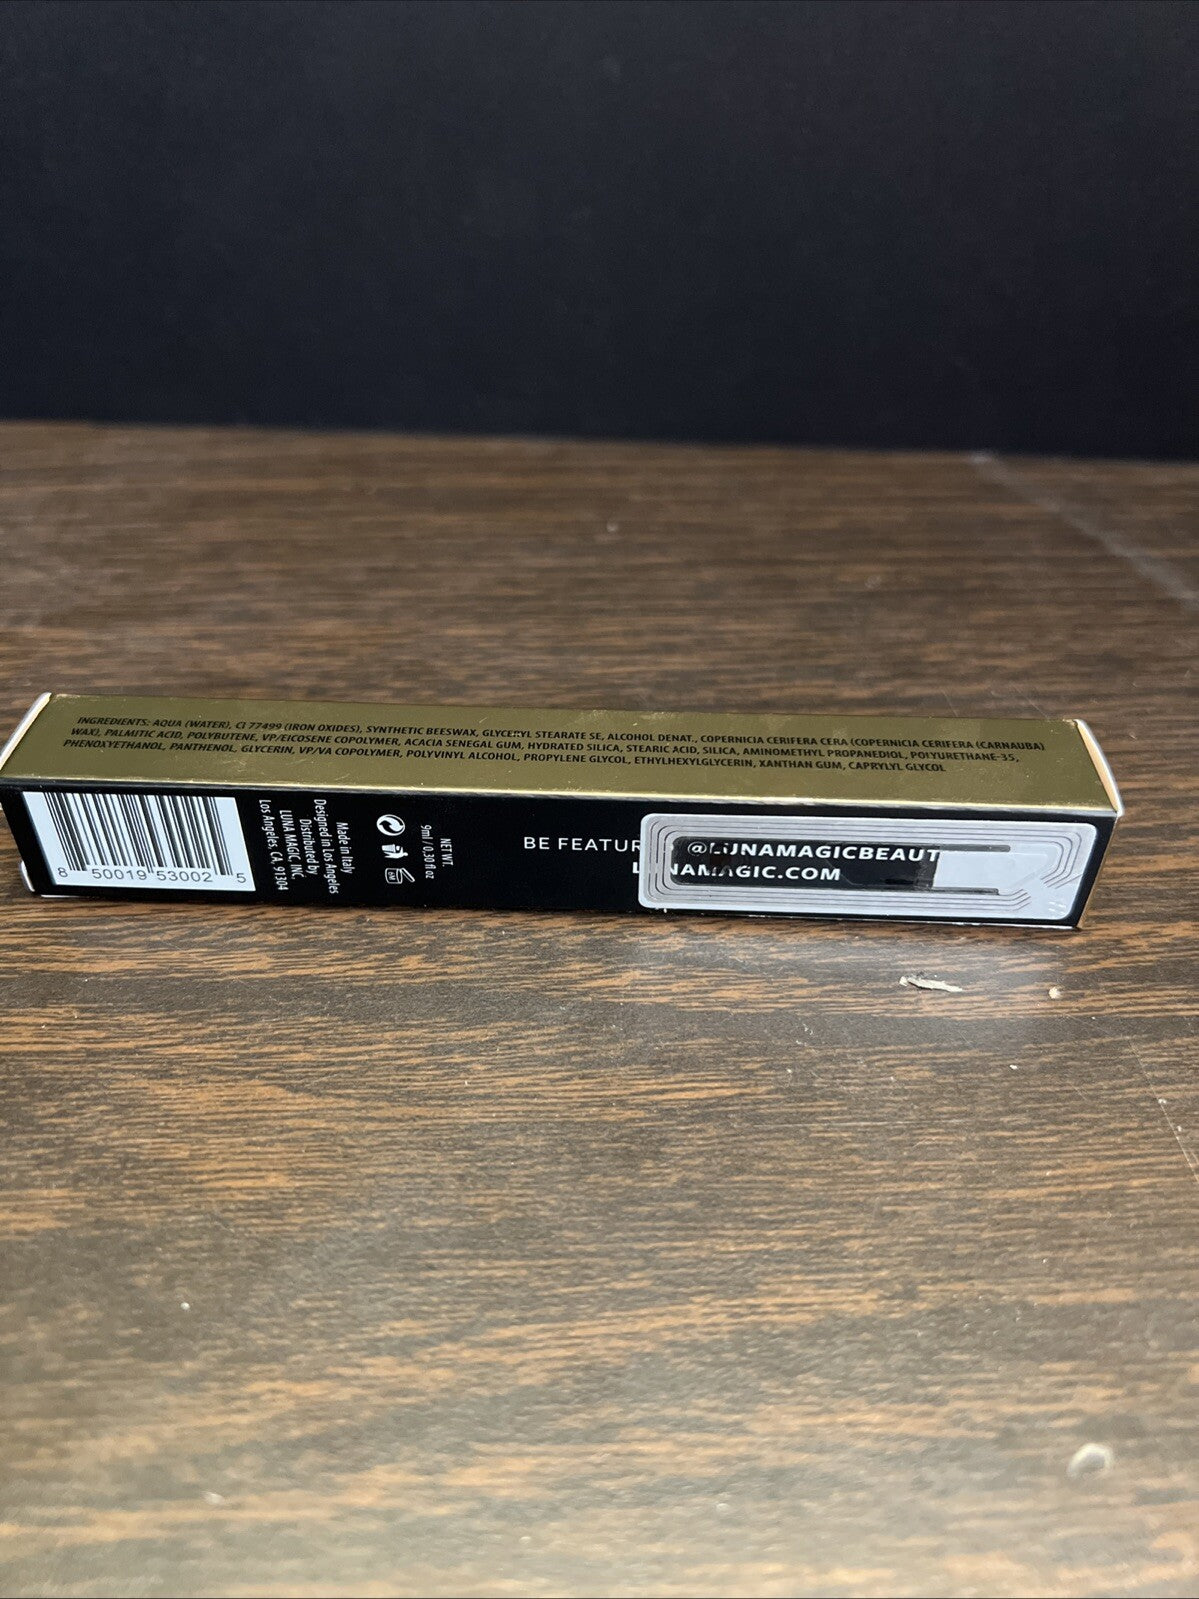 INGREDIENTS: AQUA (WATER), CI 77499 (IRON OXIDES), SYNTHETIC BEESWAX, GLYCERYL STEARATE SE, ALCOHOL DENAT., COPERNICIA CERIFERA CERA (COPERNICIA CERIFERA (CARNAUBA)
WAX), PALMITIC ACID, POLYBUTENE, VP/EICOSENE COPOLYMER, ACACIA SENEGAL GUM, HYDRATED SILICA, STEARIC ACID, SILICA, AMINOMETHYL PROPANEDIOL, POLYURETHANE-35,
PHENOXYETHANOL, PANTHENOL, GLYCERIN, VP/VA COPOLYMER, POLYVINYL ALCOHOL, PROPYLENE GLYCOL, ETHYLHEXYLGLYCERIN, XANTHAN GUM, CAPRYLYL GLYCOL
8 50019 53002 5
Made in Italy
Designed in Los Angeles
Distributed by
LUNA MAGIC, INC.
Los Angeles, CA, 91304
6M
NET WT.
9ml / 0.30 fl oz
BE FEATUR @LUNAMAGICBEAUT
LUNAMAGIC.COM